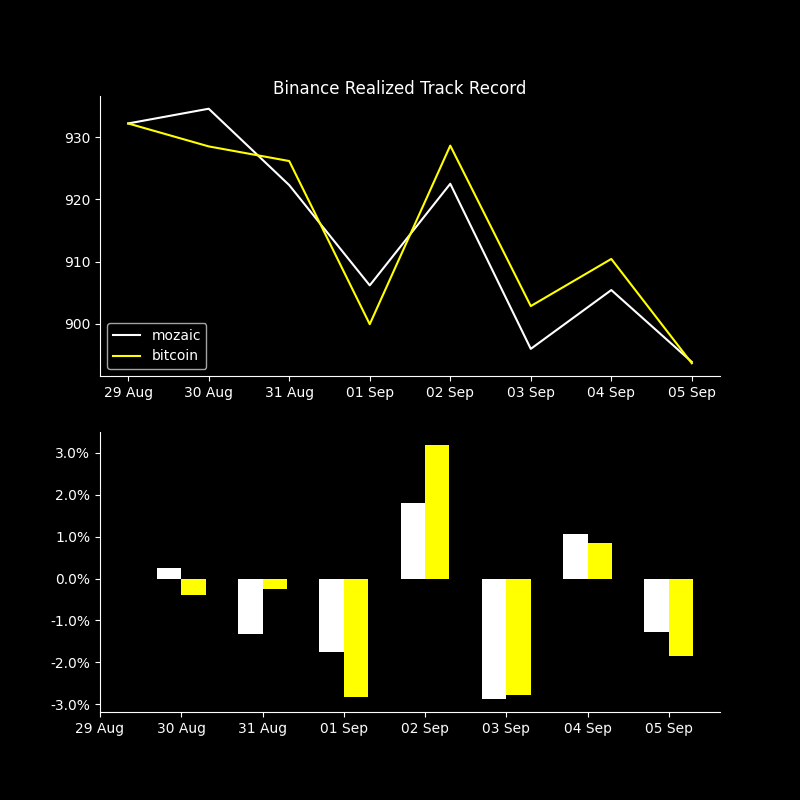 Binance Realized Track Record
930
920
910
900
mozaic
bitcoin
29 Aug 30 Aug 31 Aug 01 Sep 02 Sep 03 Sep 04 Sep 05 Sep
3.0%
2.0%
1.0%
0.0%
-1.0%
-2.0%
-3.0%
29 Aug 30 Aug 31 Aug 01 Sep 02 Sep 03 Sep 04 Sep 05 Sep